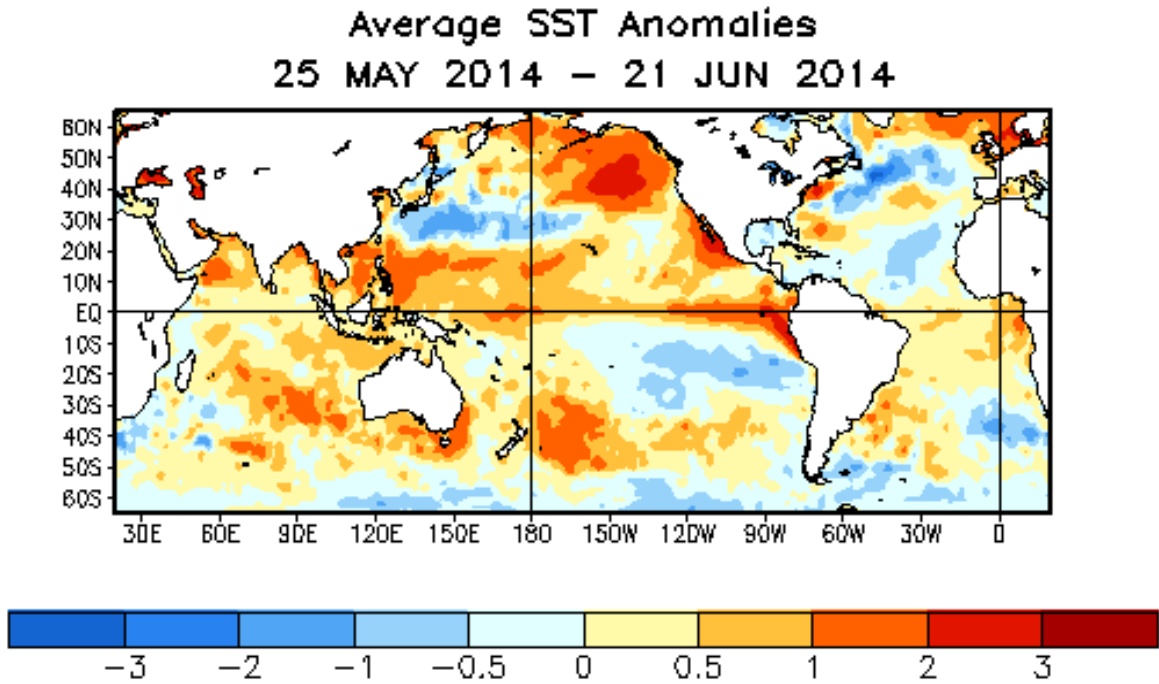 Average SST Anomalies
25 MAY 2014 – 21 JUN 2014
60N
50N
40N
30N
20N
10N
EQ
10S
20S
30S
40S
50S
60S
30E 60E 90E 120E 150E 180 150W 120W 90W 60W 30W 0
−3 −2 −1 −0.5 0 0.5 1 2 3